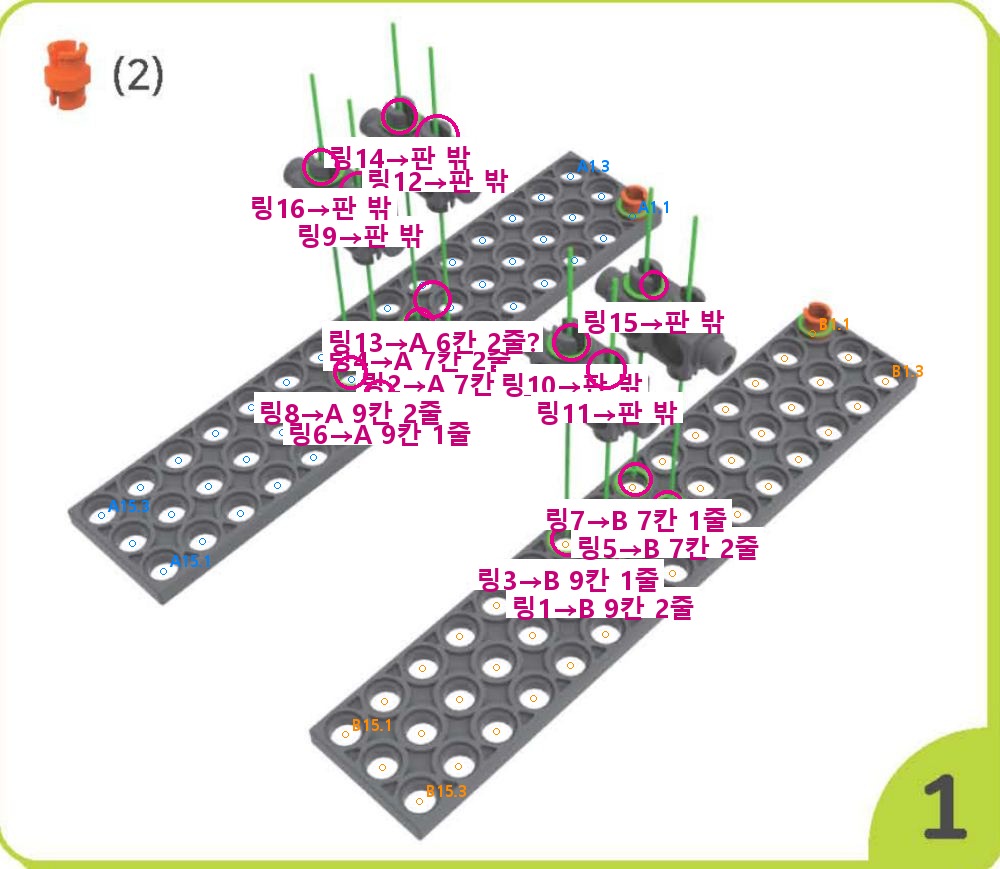 (2)
A1.3
링14→판 밖
링12→판 밖
링16→판 밖
A1.1
링9→판 밖
링15→판 밖
B1.1
링13→A 6칸 2줄?
링4→A 7칸 2줄
링2→A 7칸
링10→판 밖
B1.3
링8→A 9칸 2줄
링11→판 밖
링6→A 9칸 1줄
A15.3
링7→B 7칸 1줄
링5→B 7칸 2줄
A15.1
링3→B 9칸 1줄
링1→B 9칸 2줄
B15.1
B15.3
1